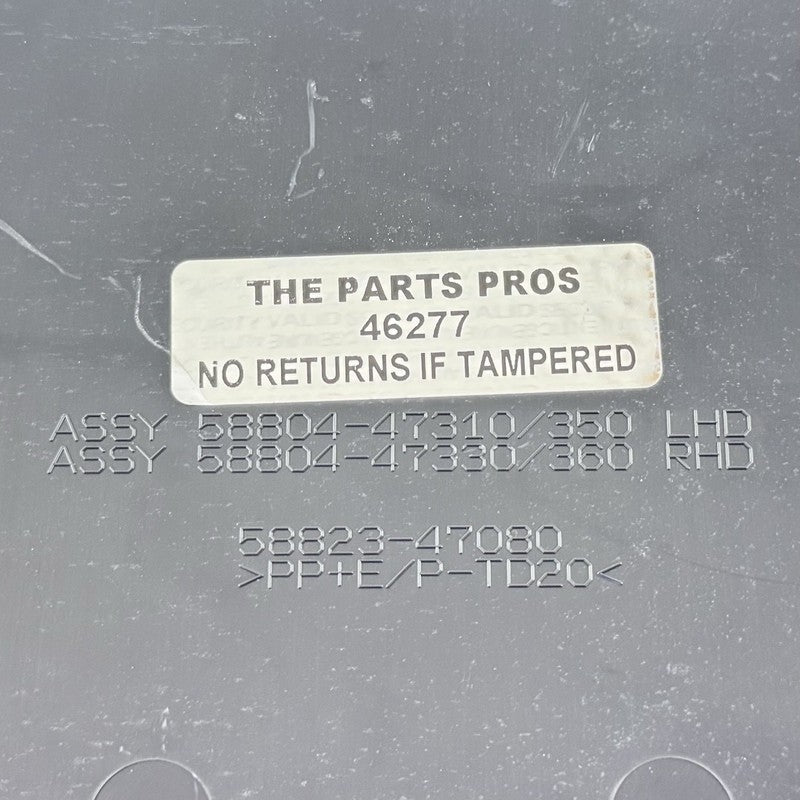 THE PARTS PROS
46277
NO RETURNS IF TAMPERED
ASSY 58804-47310/350 LHD
ASSY 58804-47330/360 RHD
58823-47080
>PP+E/P-TD20<